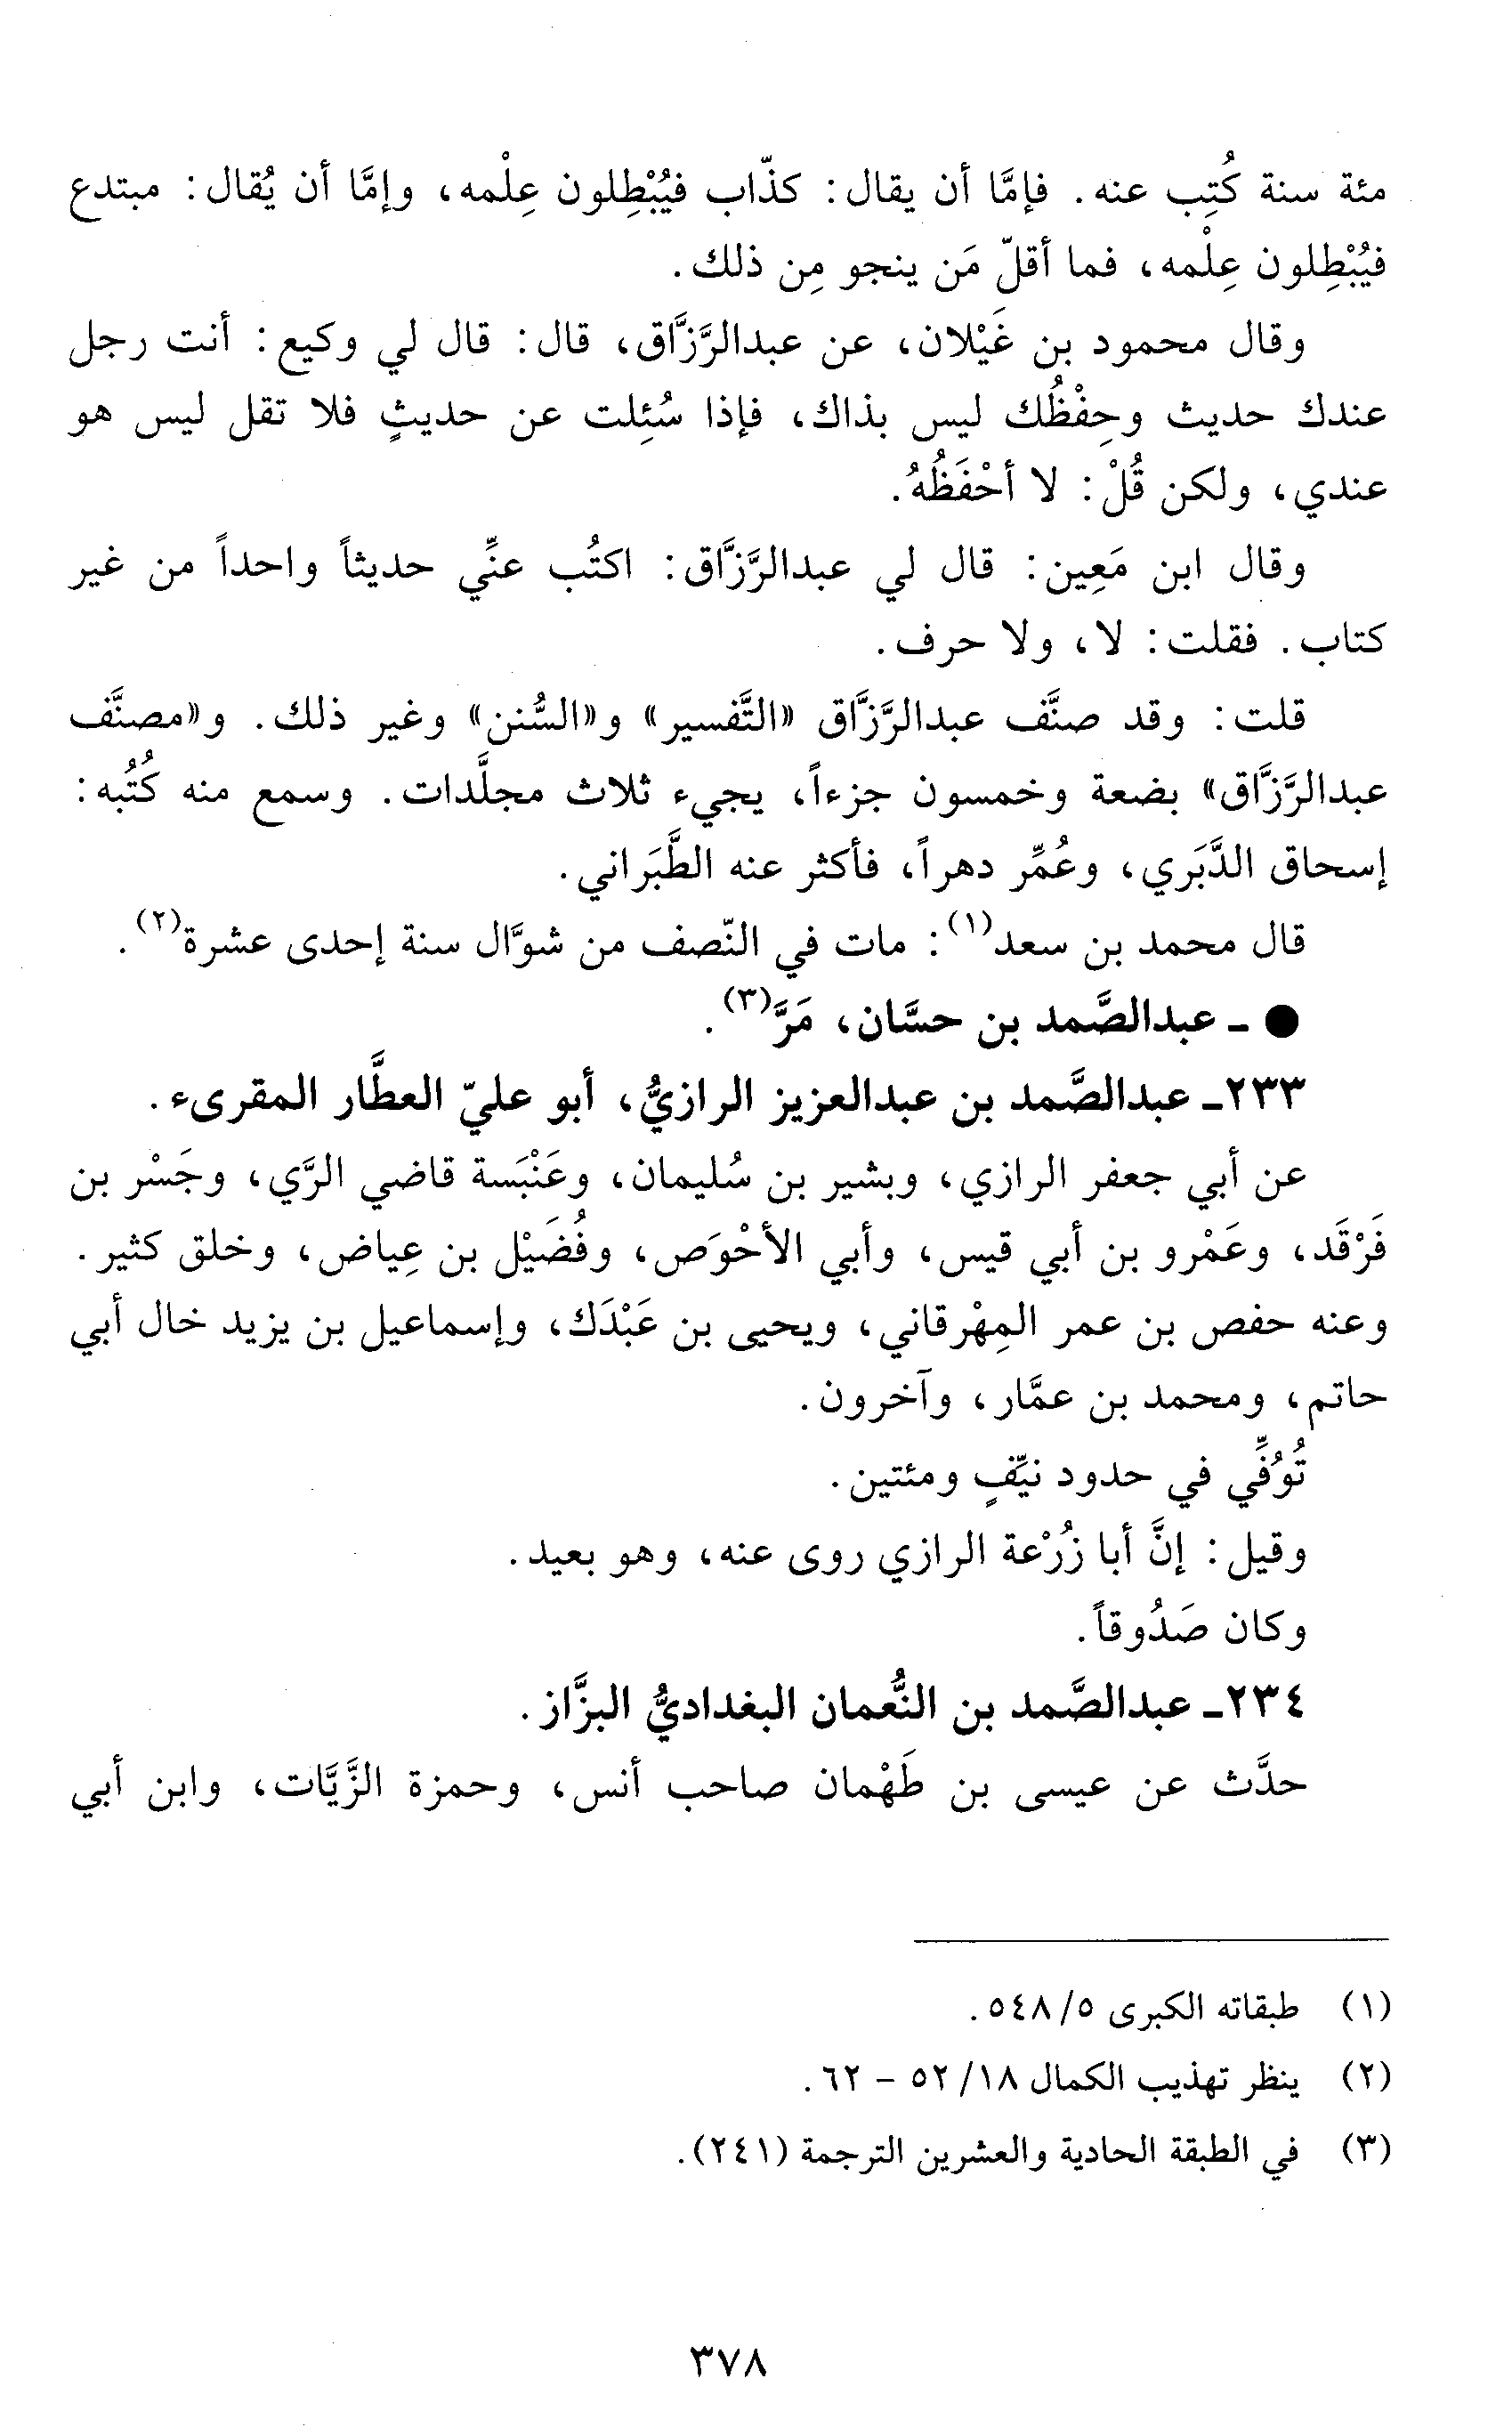 مئة سنة كُتِب عنه. فإمَّا أن يقال: كذّاب فيُبْطِلون عِلْمه، وإمَّا أن يُقال: مبتدع
فيُبْطِلون عِلْمه، فما أقلّ مَن ينجو مِن ذلك.
وقال محمود بن غَيْلان، عن عبدالرَّزَّاق، قال: قال لي وكيع: أنت رجل
عندك حديث وحِفْظُك ليس بذاك، فإذا سُئِلت عن حديثٍ فلا تقل ليس هو
عندي، ولكن قُلْ: لا أحْفَظُهُ.
وقال ابن مَعِين: قال لي عبدالرَّزَّاق: اكتُب عنِّي حديثاً واحداً من غير
كتاب. فقلت: لا، ولا حرف.
قلت: وقد صنَّف عبدالرَّزَّاق «التَّفسير» و«السُّنن» وغير ذلك. و«مصنَّف
عبدالرَّزَّاق» بضعة وخمسون جزءاً، يجيء ثلاث مجلَّدات. وسمع منه كُتُبه:
إسحاق الدَّبَري، وعُمِّر دهراً، فأكثر عنه الطَّبَراني.
قال محمد بن سعد(١): مات في النّصف من شوَّال سنة إحدى عشرة(٢).
● ـ عبدالصَّمد بن حسَّان، مَرَّ(٣).
٢٣٣ـ عبدالصَّمد بن عبدالعزيز الرازيُّ، أبو عليّ العطَّار المقرىء.
عن أبي جعفر الرازي، وبشير بن سُليمان، وعَنْبَسة قاضي الرَّي، وجَسْر بن
فَرْقَد، وعَمْرو بن أبي قيس، وأبي الأحْوَص، وفُضَيْل بن عِياض، وخلق كثير.
وعنه حفص بن عمر المِهْرقاني، ويحيى بن عَبْدَك، وإسماعيل بن يزيد خال أبي
حاتم، ومحمد بن عمَّار، وآخرون.
تُوُفِّي في حدود نيّفٍ ومئتين.
وقيل: إنَّ أبا زُرْعة الرازي روى عنه، وهو بعيد.
وكان صَدُوقاً.
٢٣٤ـ عبدالصَّمد بن النُّعمان البغداديُّ البزَّاز.
حدَّث عن عيسى بن طَهْمان صاحب أنس، وحمزة الزَّيَّات، وابن أبي
(١) طبقاته الكبرى ٥/ ٥٤٨.
(٢) ينظر تهذيب الكمال ١٨/ ٥٢ – ٦٢.
(٣) في الطبقة الحادية والعشرين الترجمة (٢٤١).
٣٧٨